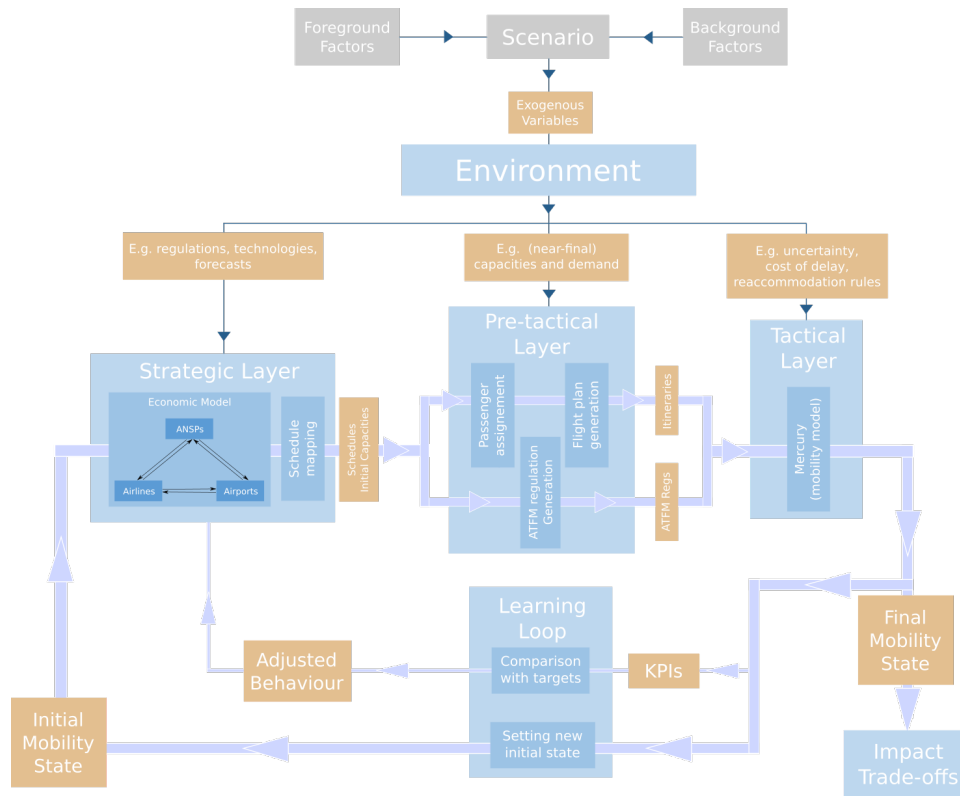 Foreground
Factors
Scenario
Background
Factors
Exogenous
Variables
Environment
E.g. regulations, technologies,
forecasts
E.g. (near-final)
capacities and demand
E.g. uncertainty,
cost of delay,
reaccommodation rules
Strategic Layer
Economic Model
ANSPs
Airlines
Airports
Schedule
mapping
Schedules
Initial Capacities
Pre-tactical
Layer
Passenger
assignement
Flight plan
generation
ATFM regulation
Generation
Itineraries
ATFM Regs
Tactical
Layer
Mercury
(mobility model)
Learning
Loop
Comparison
with targets
KPIs
Adjusted
Behaviour
Setting new
initial state
Initial
Mobility
State
Final
Mobility
State
Impact
Trade-offs